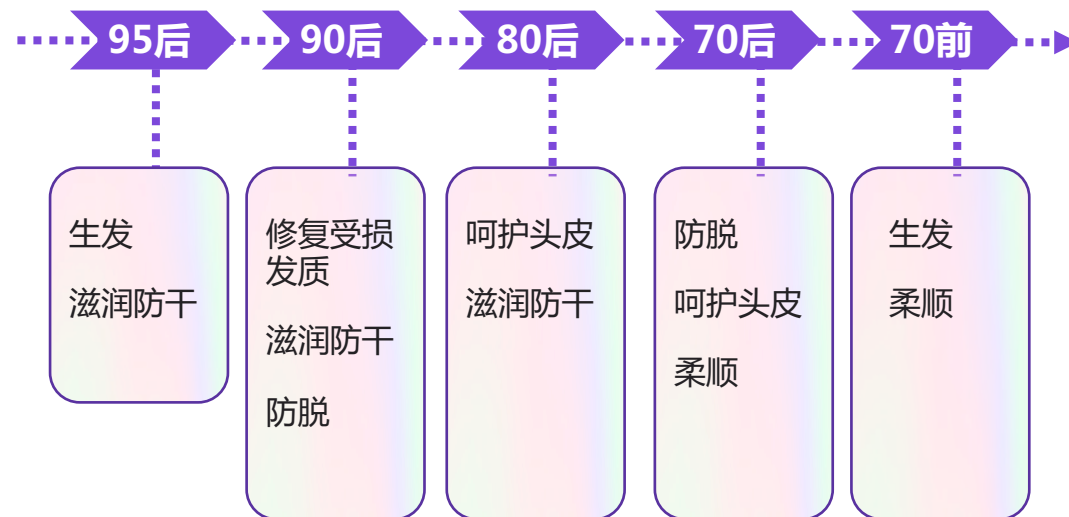 95后
90后
80后
70后
70前
生发
滋润防干
修复受损
发质
滋润防干
防脱
呵护头皮
滋润防干
防脱
呵护头皮
柔顺
生发
柔顺